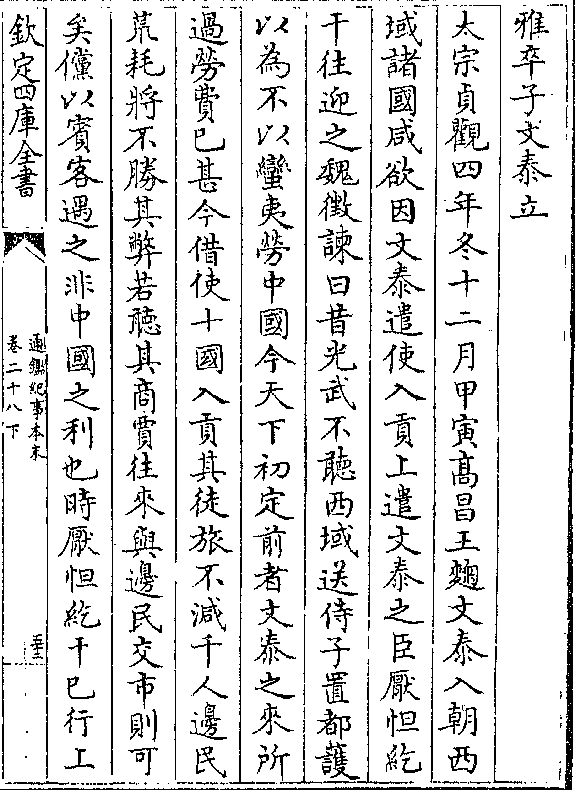 雅卒子文泰立
太宗貞觀四年冬十二月甲寅髙昌王麴文泰入朝西
域諸國咸欲因文泰遣使入貢上遣文泰之臣厭怛紇
干往迎之魏徵諫曰昔光武不聽西域送侍子置都護
以為不以蠻夷勞中國今天下初定前者文泰之來所
過勞費已甚今借使十國入貢其徒旅不減千人邊民
荒耗將不勝其弊若聽其商賈往來與邊民交市則可
矣儻以賓客遇之非中國之利也時厭怛紇干已行上
欽定四庫全書
通鑑紀事本末
卷二十八下
五十三